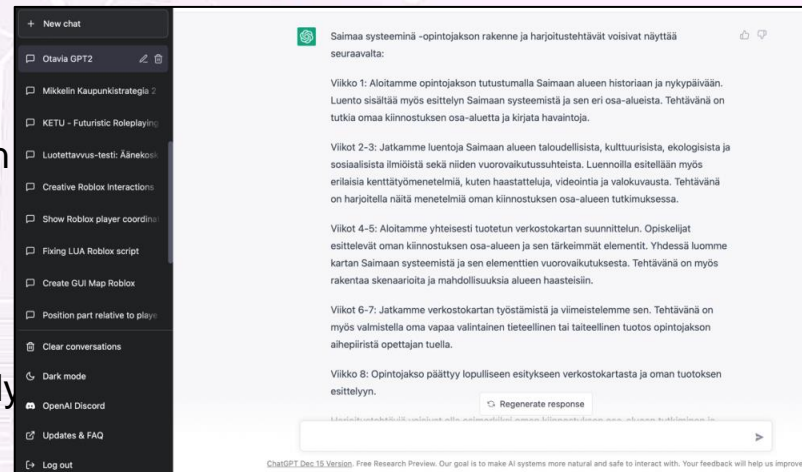 + New chat
Otavia GPT2
Mikkelin Kaupunkistrategia 2
KETU - Futuristic Roleplaying
Luotettavvus-testi: Äänekosk
Creative Roblox Interactions
Show Roblox player coordina
Fixing LUA Roblox script
Create GUI Map Roblox
Position part relative to playe
Clear conversations
Dark mode
OpenAI Discord
Updates & FAQ
Log out
Saimaa systeeminä -opintojakson rakenne ja harjoitustehtävät voisivat näyttää
seuraavalta:
Viikko 1: Aloitamme opintojakson tutustumalla Saimaan alueen historiaan ja nykypäivään.
Luento sisältää myös esittelyn Saimaan systeemistä ja sen eri osa-alueista. Tehtävänä on
tutkia omaa kiinnostuksen osa-aluetta ja kirjata havaintoja.
Viikot 2-3: Jatkamme luentoja Saimaan alueen taloudellisista, kulttuurisista, ekologisista ja
sosiaalisista ilmiöistä sekä niiden vuorovaikutussuhteista. Luennoilla esitellään myös
erilaisia kenttätyömenetelmiä, kuten haastatteluja, videointia ja valokuvausta. Tehtävänä
on harjoitella näitä menetelmiä oman kiinnostuksen osa-alueen tutkimuksessa.
Viikot 4-5: Aloitamme yhteisesti tuotetun verkostokartan suunnittelun. Opiskelijat
esittelevät oman kiinnostuksen osa-alueen ja sen tärkeimmät elementit. Yhdessä luomme
kartan Saimaan systeemistä ja sen elementtien vuorovaikutuksesta. Tehtävänä on myös
rakentaa skenaarioita ja mahdollisuuksia alueen haasteisiin.
Viikot 6-7: Jatkamme verkostokartan työstämistä ja viimeistelemme sen. Tehtävänä on
myös valmistella oma vapaa valintainen tieteellinen tai taiteellinen tuotos opintojakson
aihepiiristä opettajan tuella.
Viikko 8: Opintojakso päättyy lopulliseen esitykseen verkostokartasta ja oman tuotoksen
esittelyyn.
Regenerate response
ChatGPT Dec 15 Version. Free Research Preview. Our goal is to make AI systems more natural and safe to interact with. Your feedback will help us improve